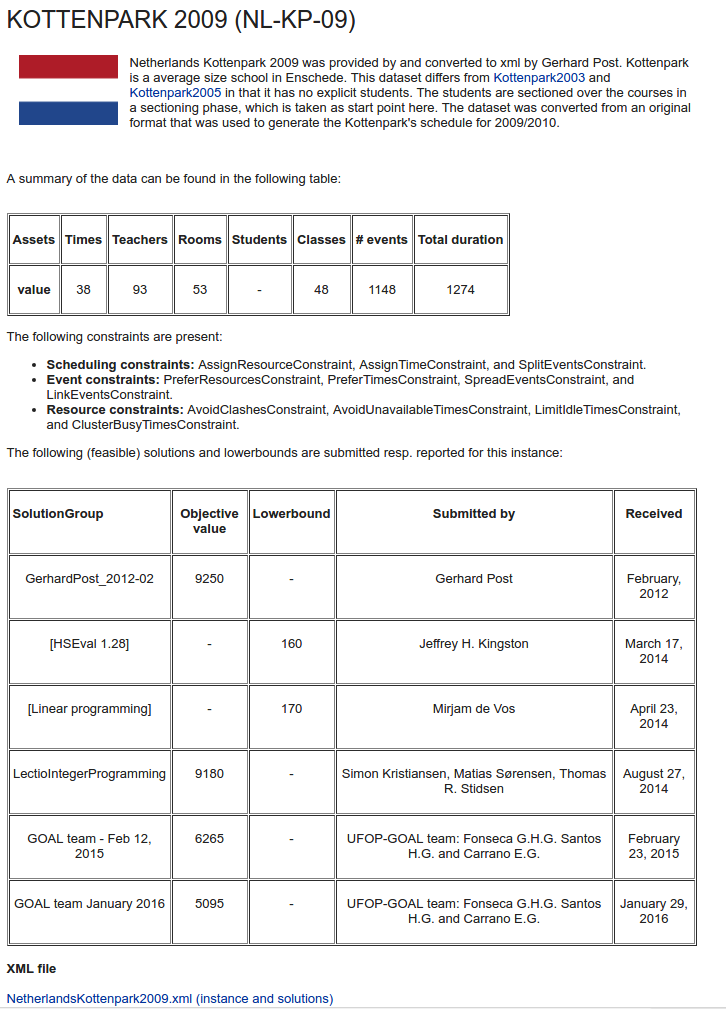 KOTTENPARK 2009 (NL-KP-09)
Netherlands Kottenpark 2009 was provided by and converted to xml by Gerhard Post. Kottenpark
is a average size school in Enschede. This dataset differs from Kottenpark2003 and
Kottenpark2005 in that it has no explicit students. The students are sectioned over the courses in
a sectioning phase, which is taken as start point here. The dataset was converted from an original
format that was used to generate the Kottenpark's schedule for 2009/2010.
A summary of the data can be found in the following table:
Assets Times Teachers Rooms Students Classes # events Total duration
value 38 93 53 - 48 1148 1274
The following constraints are present:
• Scheduling constraints: AssignResourceConstraint, AssignTimeConstraint, and SplitEventsConstraint.
• Event constraints: PreferResourcesConstraint, PreferTimesConstraint, SpreadEventsConstraint, and
LinkEventsConstraint.
• Resource constraints: AvoidClashesConstraint, AvoidUnavailableTimesConstraint, LimitIdleTimesConstraint,
and ClusterBusyTimesConstraint.
The following (feasible) solutions and lowerbounds are submitted resp. reported for this instance:
SolutionGroup Objective Lowerbound Submitted by Received
value
GerhardPost_2012-02 9250 - Gerhard Post February,
2012
[HSEval 1.28] - 160 Jeffrey H. Kingston March 17,
2014
[Linear programming] - 170 Mirjam de Vos April 23,
2014
LectioIntegerProgramming 9180 - Simon Kristiansen, Matias Sørensen, Thomas August 27,
R. Stidsen 2014
GOAL team - Feb 12, 6265 - UFOP-GOAL team: Fonseca G.H.G. Santos February
2015 H.G. and Carrano E.G. 23, 2015
GOAL team January 2016 5095 - UFOP-GOAL team: Fonseca G.H.G. Santos January 29,
H.G. and Carrano E.G. 2016
XML file
NetherlandsKottenpark2009.xml (instance and solutions)